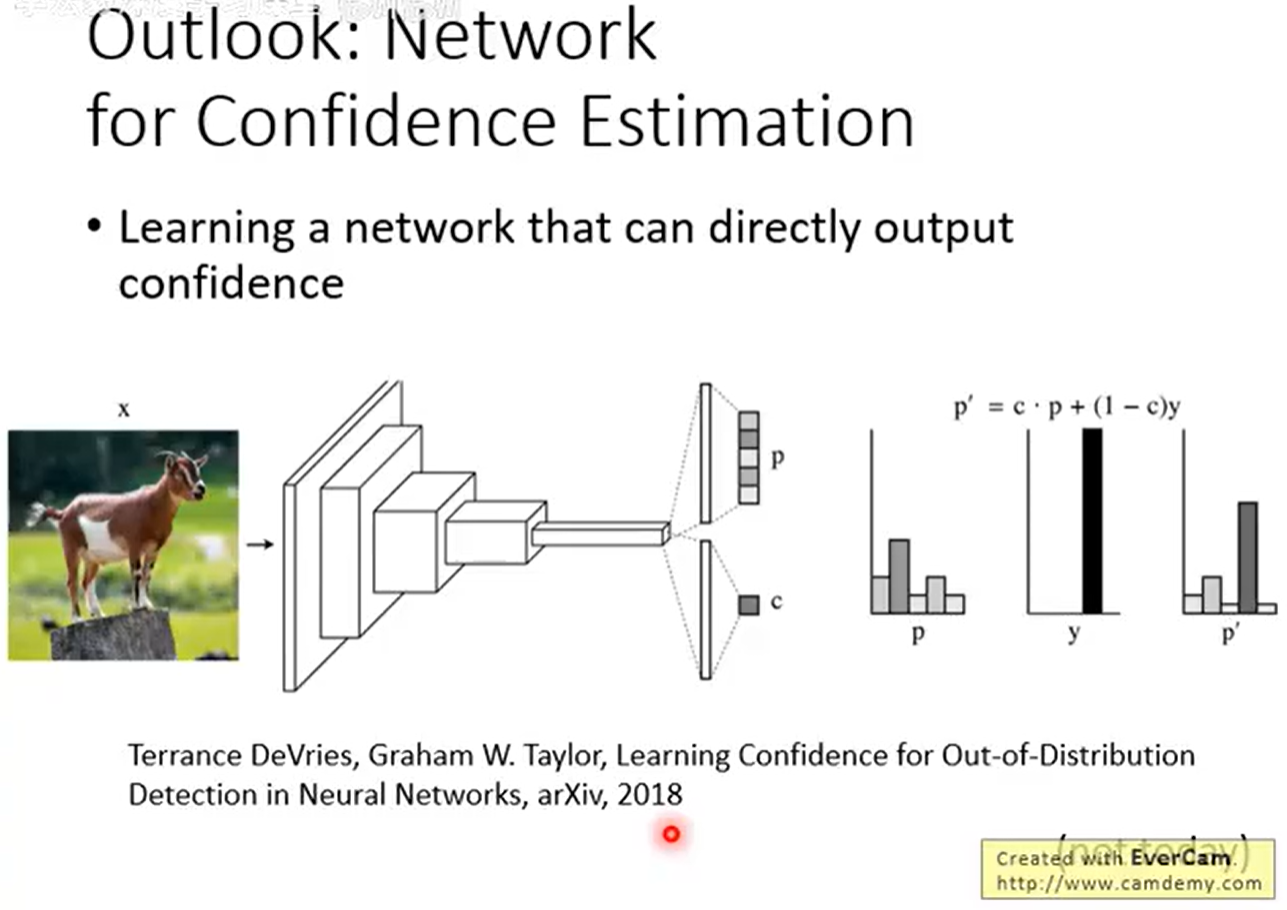 Outlook: Network
for Confidence Estimation
• Learning a network that can directly output
confidence
x
p
c
p′ = c · p + (1 − c)y
p
y
p′
Terrance DeVries, Graham W. Taylor, Learning Confidence for Out-of-Distribution
Detection in Neural Networks, arXiv, 2018
(not today)
Created with EverCam.
http://www.camdemy.com